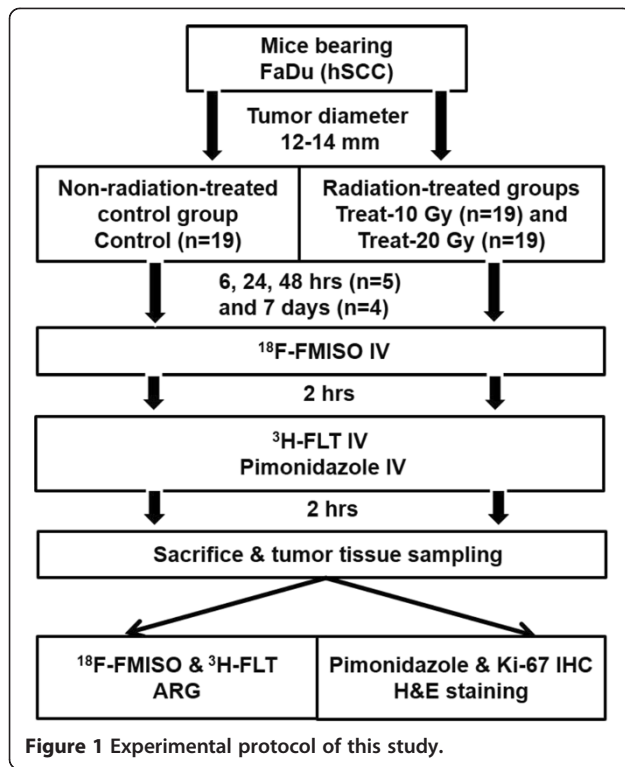 Mice bearing
FaDu (hSCC)
Tumor diameter
12-14 mm
Non-radiation-treated
control group
Control (n=19)
Radiation-treated groups
Treat-10 Gy (n=19) and
Treat-20 Gy (n=19)
6, 24, 48 hrs (n=5)
and 7 days (n=4)
¹⁸F-FMISO IV
2 hrs
³H-FLT IV
Pimonidazole IV
2 hrs
Sacrifice & tumor tissue sampling
¹⁸F-FMISO & ³H-FLT
ARG
Pimonidazole & Ki-67 IHC
H&E staining
Figure 1 Experimental protocol of this study.